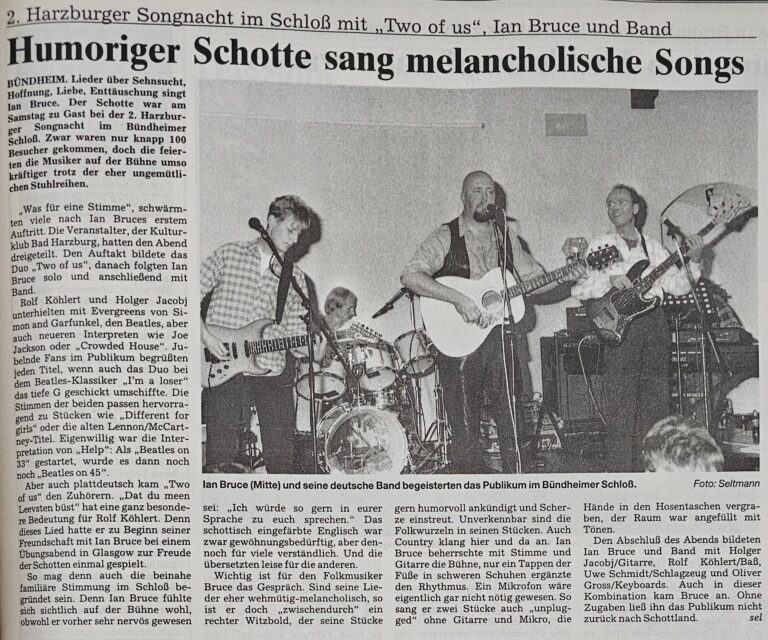 2. Harzburger Songnacht im Schloß mit „Two of us“, Ian Bruce und Band
Humoriger Schotte sang melancholische Songs
BÜNDHEIM. Lieder über Sehnsucht,
Hoffnung, Liebe, Enttäuschung singt
Ian Bruce. Der Schotte war am
Samstag zu Gast bei der 2. Harzbur-
ger Songnacht im Bündheimer
Schloß. Zwar waren nur knapp 100
Besucher gekommen, doch die feier-
ten die Musiker auf der Bühne umso
kräftiger trotz der eher ungemütli-
chen Stuhlreihen.
„Was für eine Stimme“, schwärm-
ten viele nach Ian Bruces erstem
Auftritt. Die Veranstalter, der Kultur-
klub Bad Harzburg, hatten den Abend
dreigeteilt. Den Auftakt bildete das
Duo „Two of us“, danach folgten Ian
Bruce solo und anschließend mit
Band.
Rolf Köhlert und Holger Jacobj
unterhielten mit Evergreens von Si-
mon and Garfunkel, den Beatles, aber
auch neueren Interpreten wie Joe
Jackson oder „Crowded House“. Ju-
belnde Fans im Publikum begrüßten
jeden Titel, wenn auch das Duo bei
dem Beatles-Klassiker „I'm a loser“
das tiefe G geschickt umschiffte. Die
Stimmen der beiden passen hervorra-
gend zu Stücken wie „Different for
girls“ oder die alten Lennon/McCart-
ney-Titel. Eigenwillig war die Inter-
pretation von „Help“: Als „Beatles on
33“ gestartet, wurde es dann noch
noch „Beatles on 45“.
Aber auch plattdeutsch kam „Two
of us“ den Zuhörern. „Dat du meen
Leevsten büst“ hat eine ganz beson-
dere Bedeutung für Rolf Köhlert. Denn
dieses Lied hatte er zu Beginn seiner
Freundschaft mit Ian Bruce bei einem
Übungsabend in Glasgow zur Freude
der Schotten einmal gespielt.
So mag denn auch die beinahe
familiäre Stimmung im Schloß be-
gründet sein. Denn Ian Bruce fühlte
sich sichtlich auf der Bühne wohl,
obwohl er vorher sehr nervös gewesen
Ian Bruce (Mitte) und seine deutsche Band begeisterten das Publikum im Bündheimer Schloß.
Foto: Seltmann
sei: „Ich würde so gern in eurer
Sprache zu euch sprechen.“ Das
schottisch eingefärbte Englisch war
zwar gewöhnungsbedürftig, aber den-
noch für viele verständlich. Und die
übersetzten leise für die anderen.
Wichtig ist für den Folkmusiker
Bruce das Gespräch. Sind seine Lie-
der eher wehmütig-melancholisch, so
ist er doch „zwischendurch“ ein
rechter Witzbold, der seine Stücke
gern humorvoll ankündigt und Scher-
ze einstreut. Unverkennbar sind die
Folkwurzeln in seinen Stücken. Auch
Country klang hier und da an. Ian
Bruce beherrschte mit Stimme und
Gitarre die Bühne, nur ein Tappen der
Füße in schweren Schuhen ergänzte
den Rhythmus. Ein Mikrofon wäre
eigentlich gar nicht nötig gewesen. So
sang er zwei Stücke auch „unplug-
ged“ ohne Gitarre und Mikro, die
Hände in den Hosentaschen vergra-
ben, der Raum war angefüllt mit
Tönen.
Den Abschluß des Abends bildeten
Ian Bruce und Band mit Holger
Jacobj/Gitarre, Rolf Köhlert/Baß,
Uwe Schmidt/Schlagzeug und Oliver
Gross/Keyboards. Auch in dieser
Kombination kam Bruce an. Ohne
Zugaben ließ ihn das Publikum nicht
zurück nach Schottland.
sel